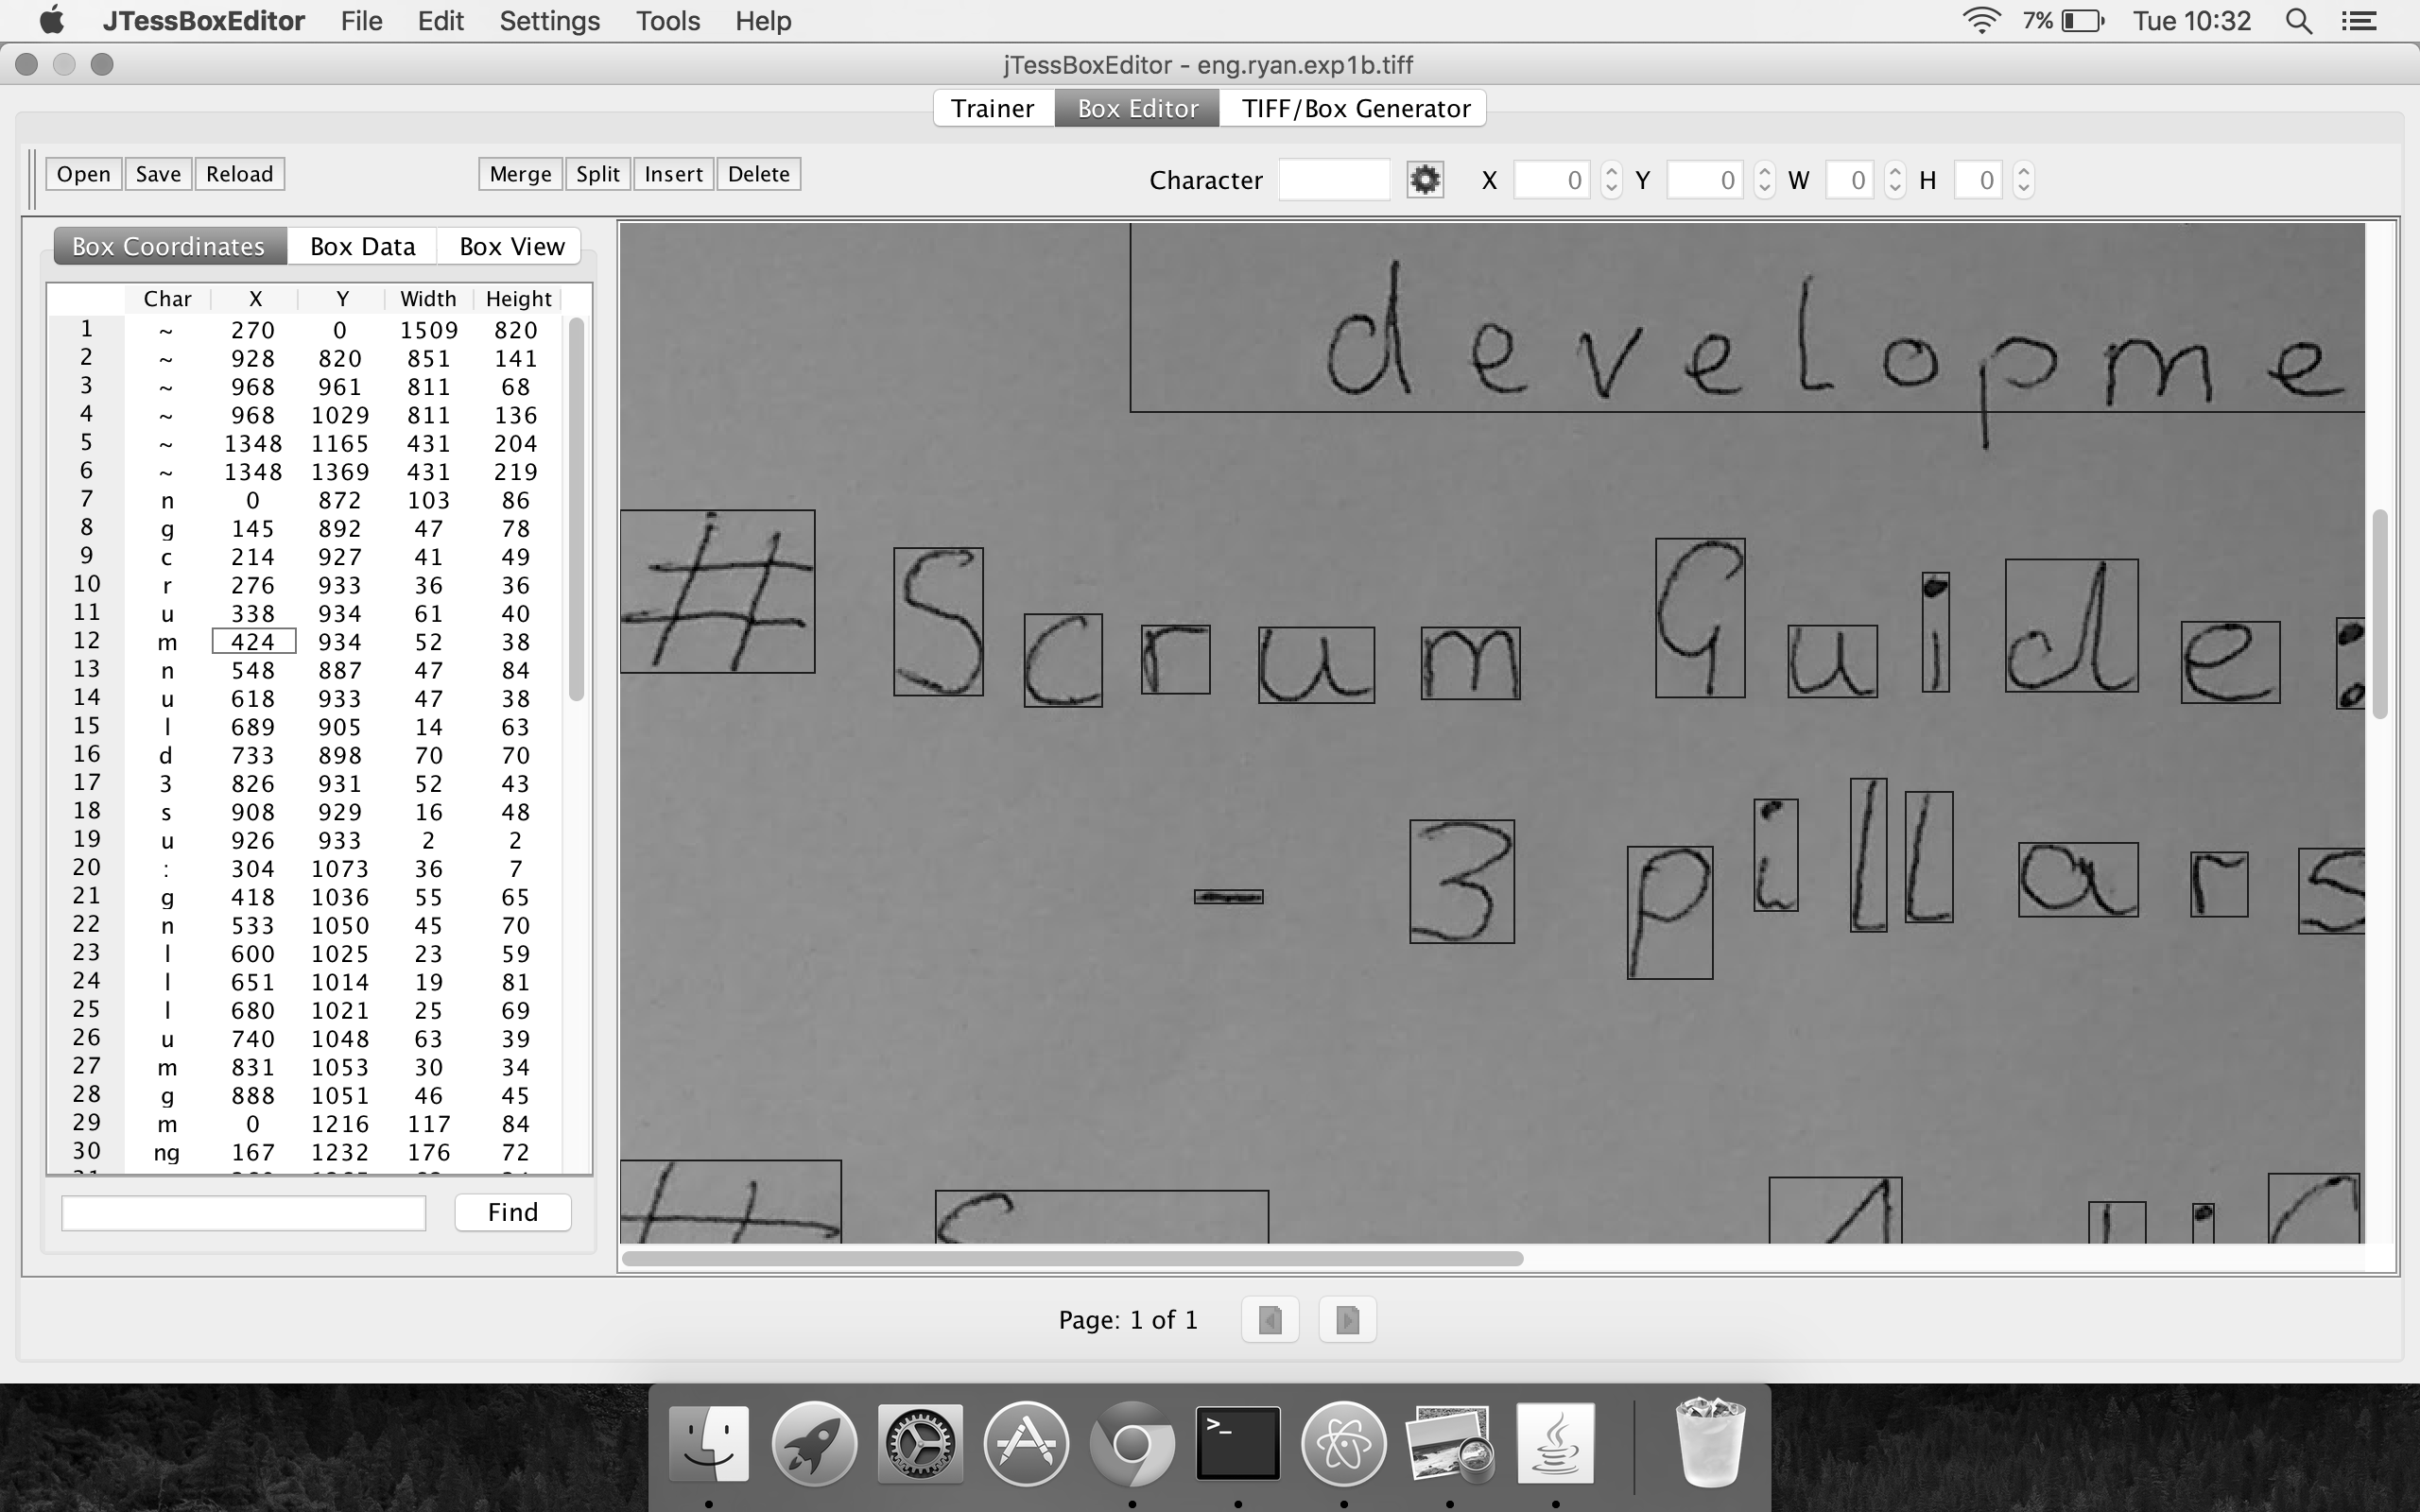 JTessBoxEditor File Edit Settings Tools Help 7% Tue 10:32
jTessBoxEditor - eng.ryan.exp1b.tiff
Trainer Box Editor TIFF/Box Generator
Open Save Reload Merge Split Insert Delete Character X 0 Y 0 W 0 H 0
Box Coordinates Box Data Box View
Char X Y Width Height
1 ~ 270 0 1509 820
2 ~ 928 820 851 141
3 ~ 968 961 811 68
4 ~ 968 1029 811 136
5 ~ 1348 1165 431 204
6 ~ 1348 1369 431 219
7 n 0 872 103 86
8 g 145 892 47 78
9 c 214 927 41 49
10 r 276 933 36 36
11 u 338 934 61 40
12 m 424 934 52 38
13 n 548 887 47 84
14 u 618 933 47 38
15 l 689 905 14 63
16 d 733 898 70 70
17 3 826 931 52 43
18 s 908 929 16 48
19 u 926 933 2 2
20 : 304 1073 36 7
21 g 418 1036 55 65
22 n 533 1050 45 70
23 l 600 1025 23 59
24 l 651 1014 19 81
25 l 680 1021 25 69
26 u 740 1048 63 39
27 m 831 1053 30 34
28 g 888 1051 46 45
29 m 0 1216 117 84
30 ng 167 1232 176 72
Find
developme
# Scrum Guide:
- 3 pillars
Page: 1 of 1
>_